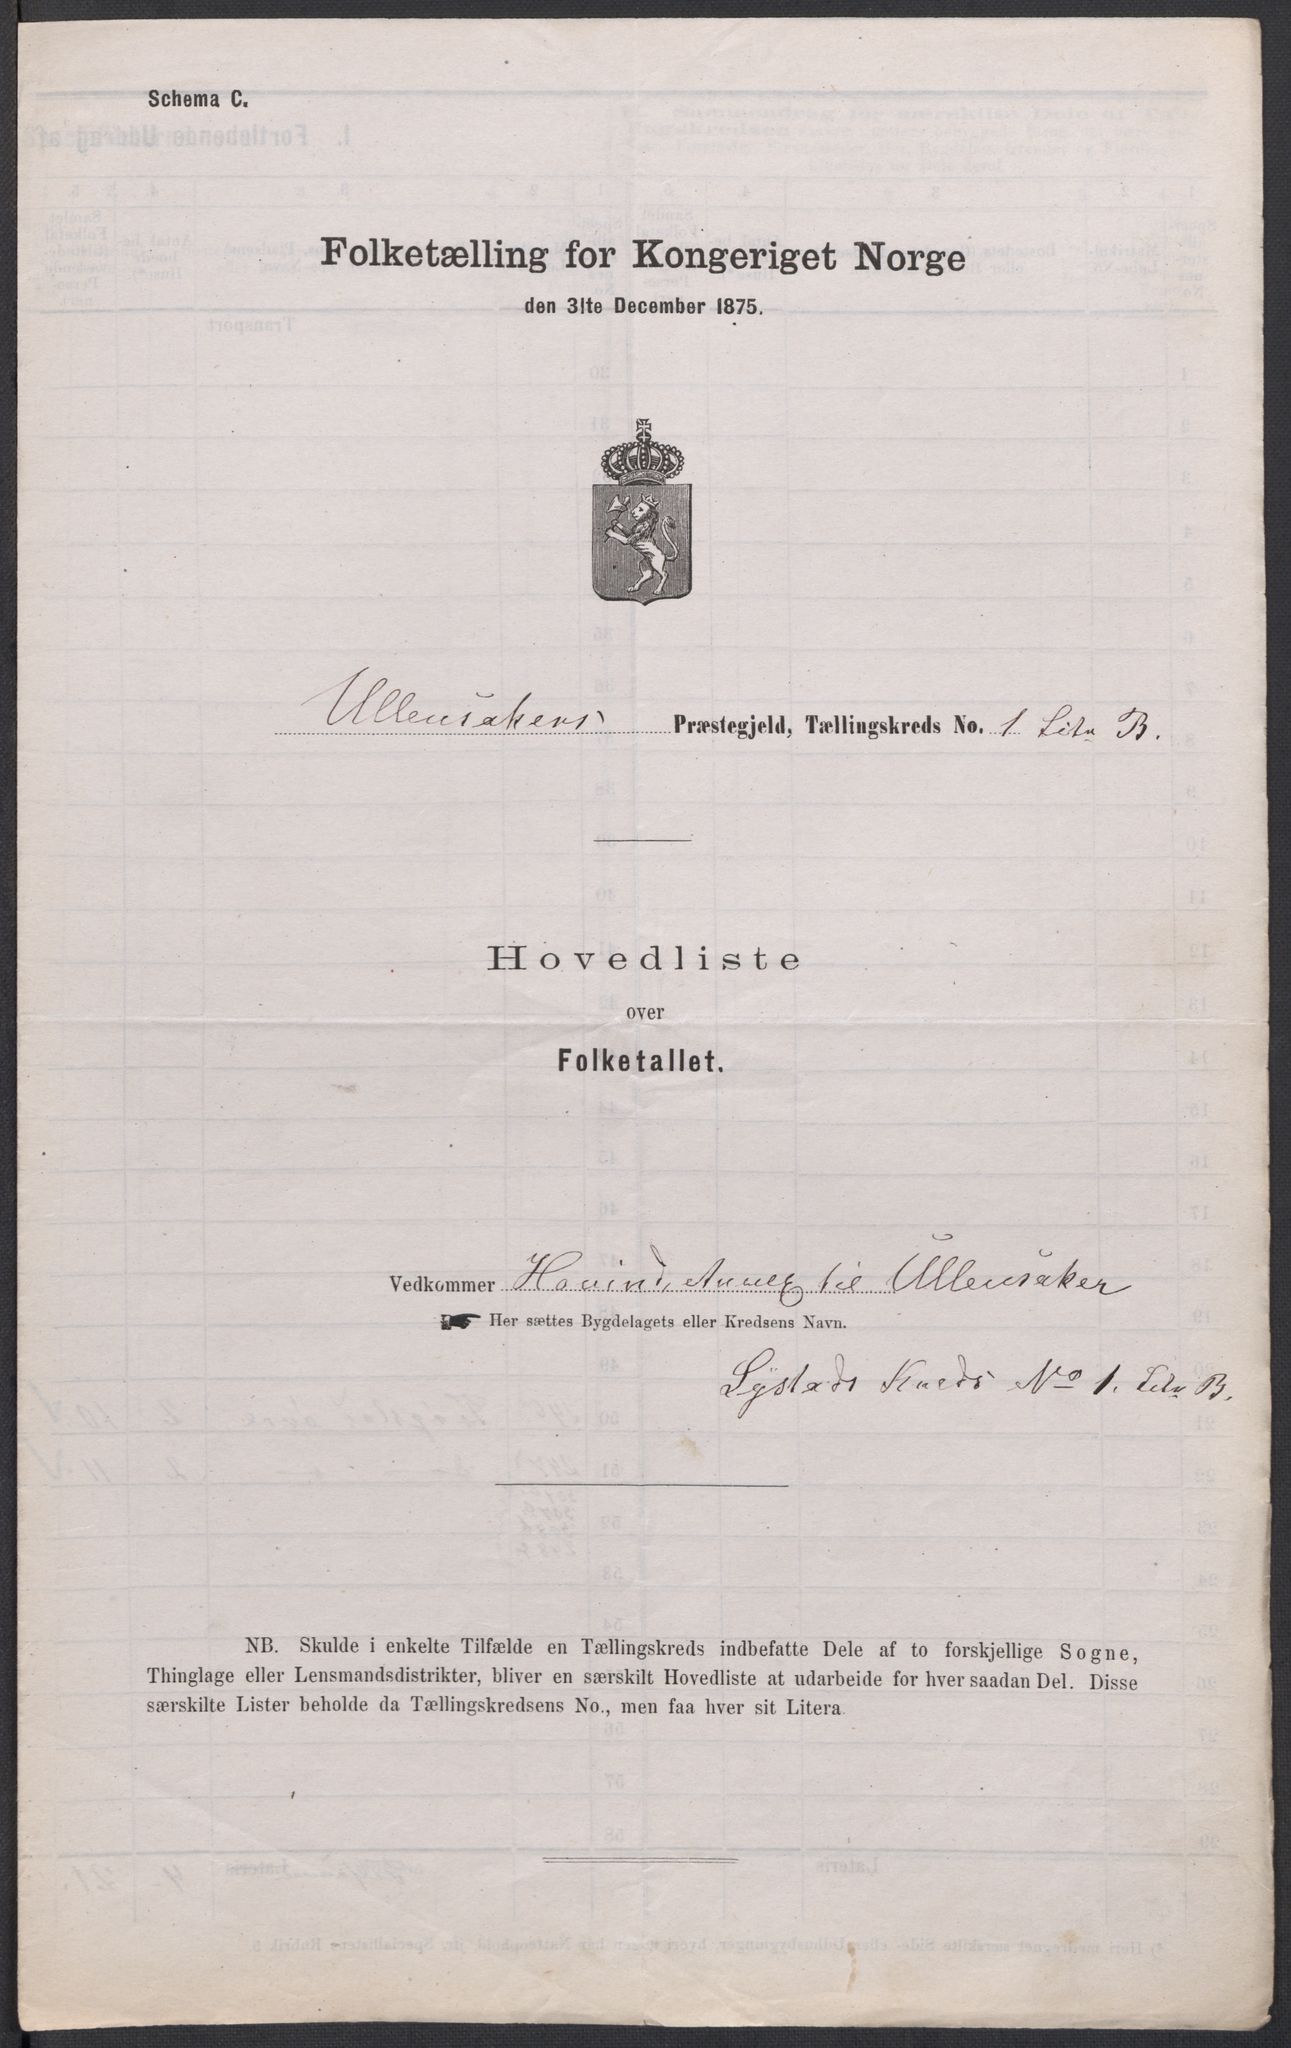 Schema C.
Folketælling for Kongeriget Norge
den 31te December 1875.
Ullensakers Præstegjeld, Tællingskreds No. 1 Litr B.
Hovedliste
over
Folketallet.
Vedkommer Hovind, Annex til Ullensaker
Her sættes Bygdelagets eller Kredsens Navn.
Lystads Kreds No 1. Litr B.
NB. Skulde i enkelte Tilfælde en Tællingskreds indbefatte Dele af to forskjellige Sogne,
Thinglage eller Lensmandsdistrikter, bliver en særskilt Hovedliste at udarbeide for hver saadan Del. Disse
særskilte Lister beholde da Tællingskredsens No., men faa hver sit Litera